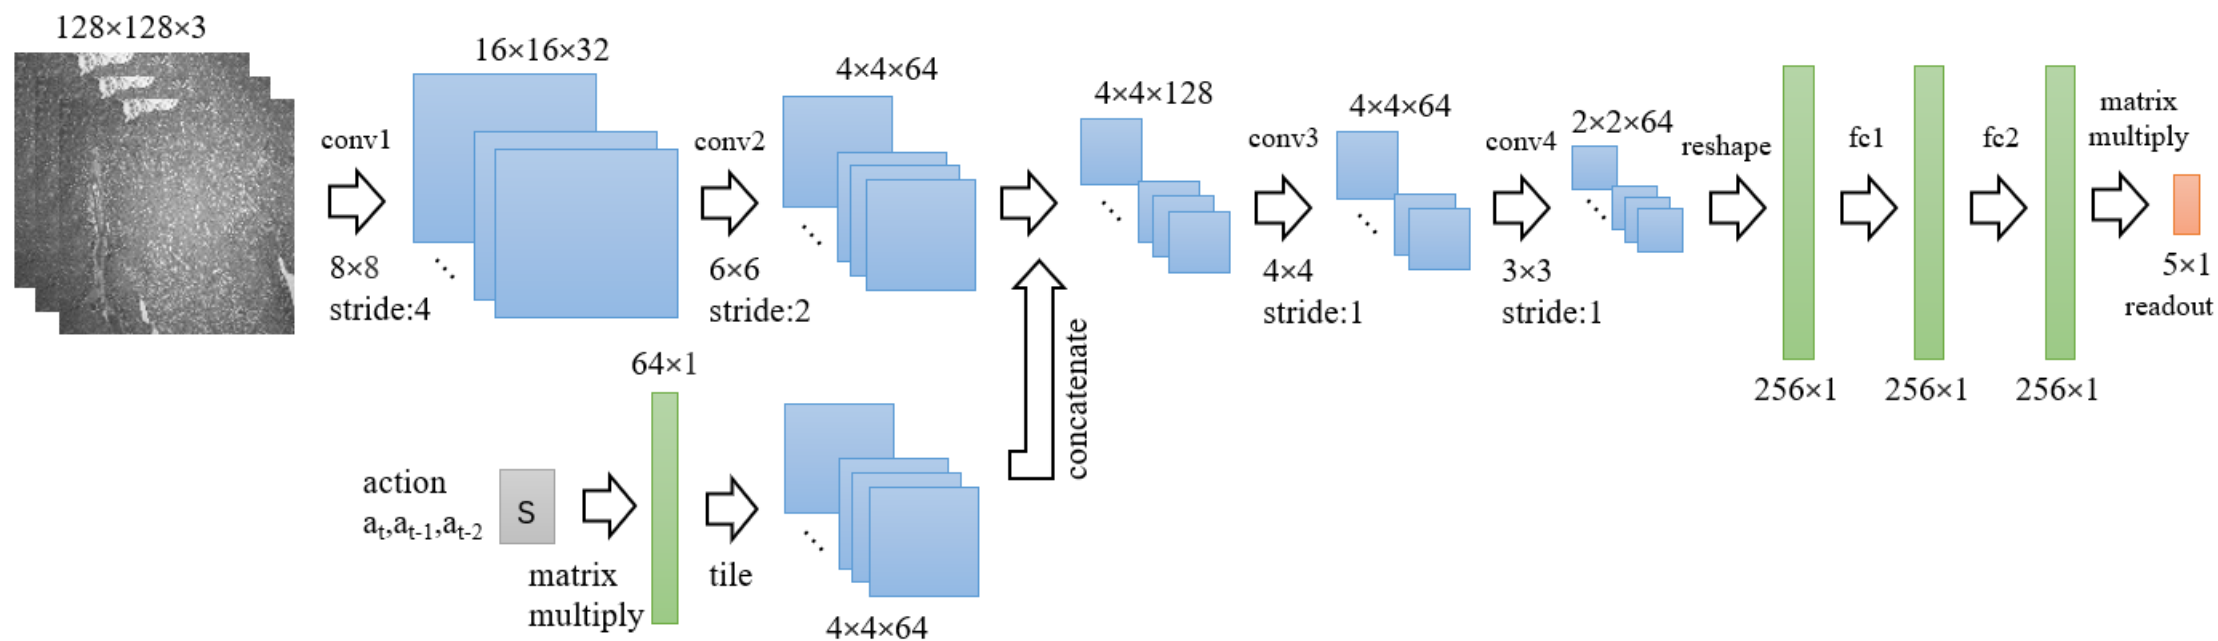 128×128×3
conv1
8×8
stride:4
16×16×32
conv2
6×6
stride:2
4×4×64
4×4×128
conv3
4×4
stride:1
4×4×64
conv4
3×3
stride:1
2×2×64
reshape
256×1
fc1
256×1
fc2
256×1
matrix
multiply
5×1
readout
action
aₜ,aₜ₋₁,aₜ₋₂
S
matrix
multiply
64×1
tile
4×4×64
concatenate